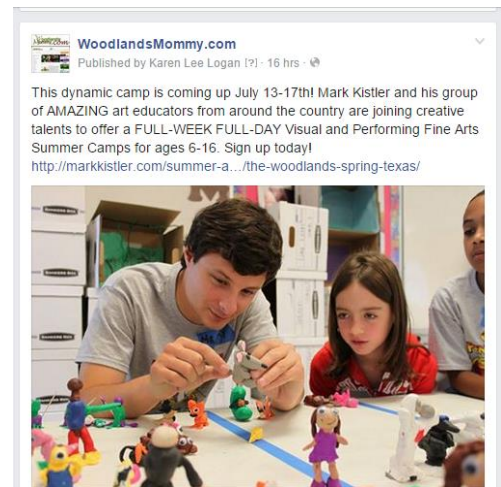 WoodlandsMommy.com
Published by Karen Lee Logan [?] · 16 hrs ·
This dynamic camp is coming up July 13-17th! Mark Kistler and his group
of AMAZING art educators from around the country are joining creative
talents to offer a FULL-WEEK FULL-DAY Visual and Performing Fine Arts
Summer Camps for ages 6-16. Sign up today!
http://markkistler.com/summer-a…/the-woodlands-spring-texas/